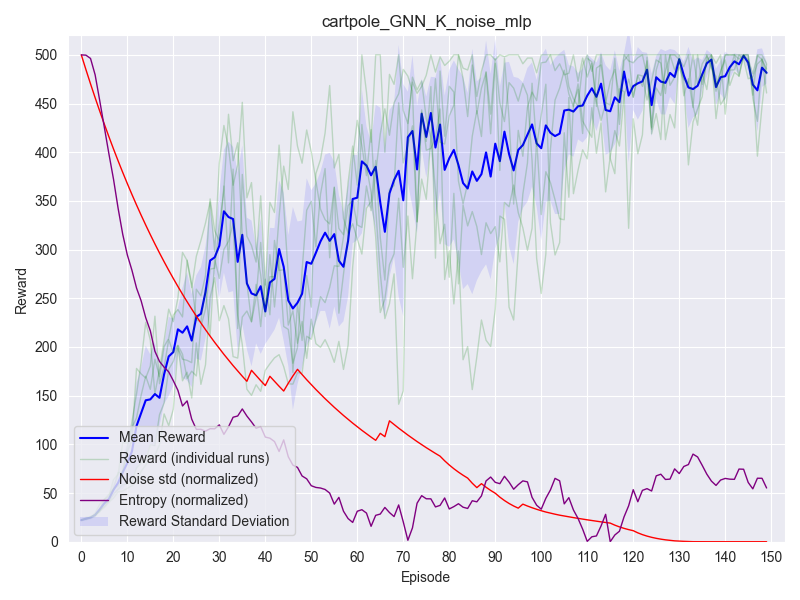 cartpole_GNN_K_noise_mlp
Reward
500
450
400
350
300
250
200
150
100
50
0
Mean Reward
Reward (individual runs)
Noise std (normalized)
Entropy (normalized)
Reward Standard Deviation
0 10 20 30 40 50 60 70 80 90 100 110 120 130 140 150
Episode